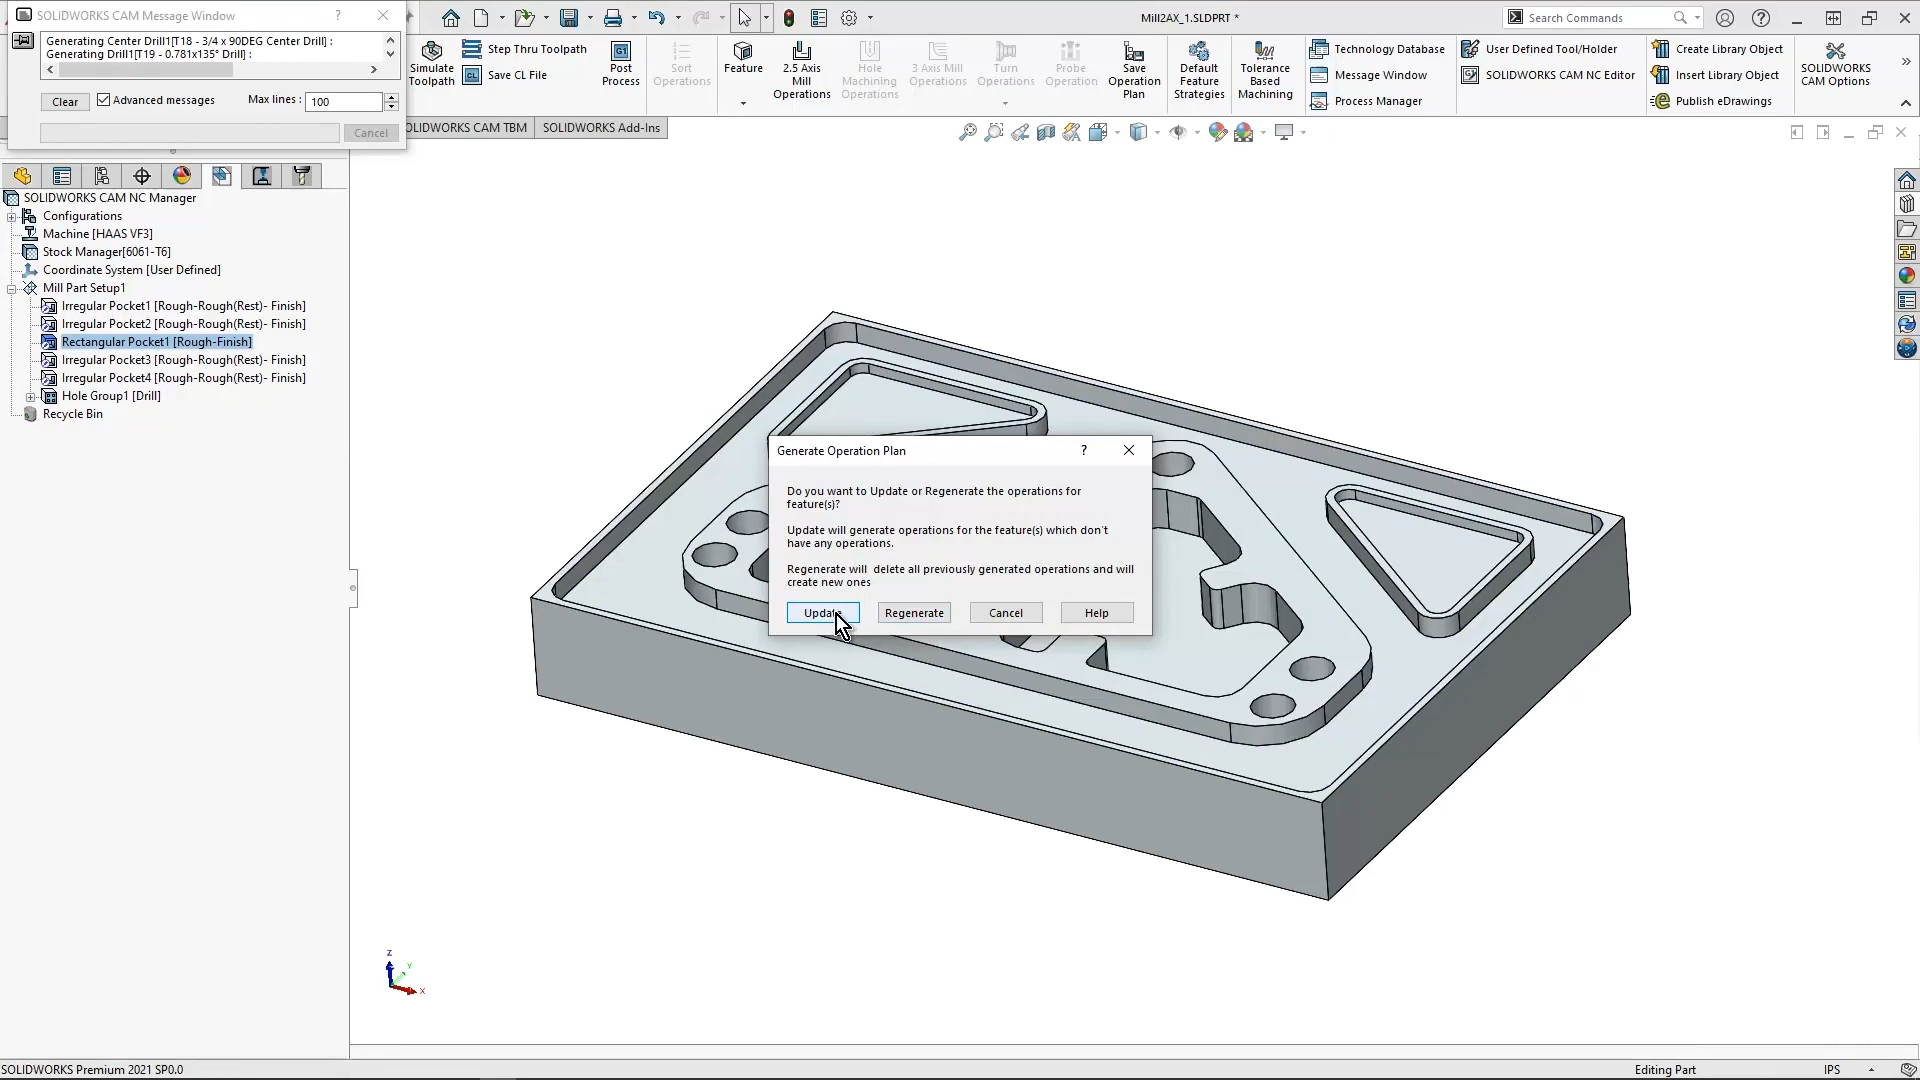 SOLIDWORKS CAM Message Window ?
Generating Center Drill1[T18 - 3/4 x 90DEG Center Drill] :
Generating Drill1[T19 - 0.781x135° Drill] :
Clear
Advanced messages
Max lines :
100
Cancel
Mill2AX_1.SLDPRT *
Search Commands
Simulate
Toolpath
Step Thru Toolpath
Save CL File
Post
Process
Sort
Operations
Feature
2.5 Axis
Mill
Operations
Hole
Machining
Operations
3 Axis Mill
Operations
Turn
Operations
Probe
Operations
Save
Operation
Plan
Default
Feature
Strategies
Tolerance
Based
Machining
Technology Database
Message Window
Process Manager
User Defined Tool/Holder
SOLIDWORKS CAM NC Editor
Create Library Object
Insert Library Object
Publish eDrawings
SOLIDWORKS
CAM Options
OLIDWORKS CAM TBM
SOLIDWORKS Add-Ins
SOLIDWORKS CAM NC Manager
Configurations
Machine [HAAS VF3]
Stock Manager[6061-T6]
Coordinate System [User Defined]
Mill Part Setup1
Irregular Pocket1 [Rough-Rough(Rest)- Finish]
Irregular Pocket2 [Rough-Rough(Rest)- Finish]
Rectangular Pocket1 [Rough-Finish]
Irregular Pocket3 [Rough-Rough(Rest)- Finish]
Irregular Pocket4 [Rough-Rough(Rest)- Finish]
Hole Group1 [Drill]
Recycle Bin
Generate Operation Plan ?
Do you want to Update or Regenerate the operations for
feature(s)?
Update will generate operations for the feature(s) which don't
have any operations.
Regenerate will delete all previously generated operations and will
create new ones
Update
Regenerate
Cancel
Help
Z
Y
X
SOLIDWORKS Premium 2021 SP0.0
Editing Part
IPS